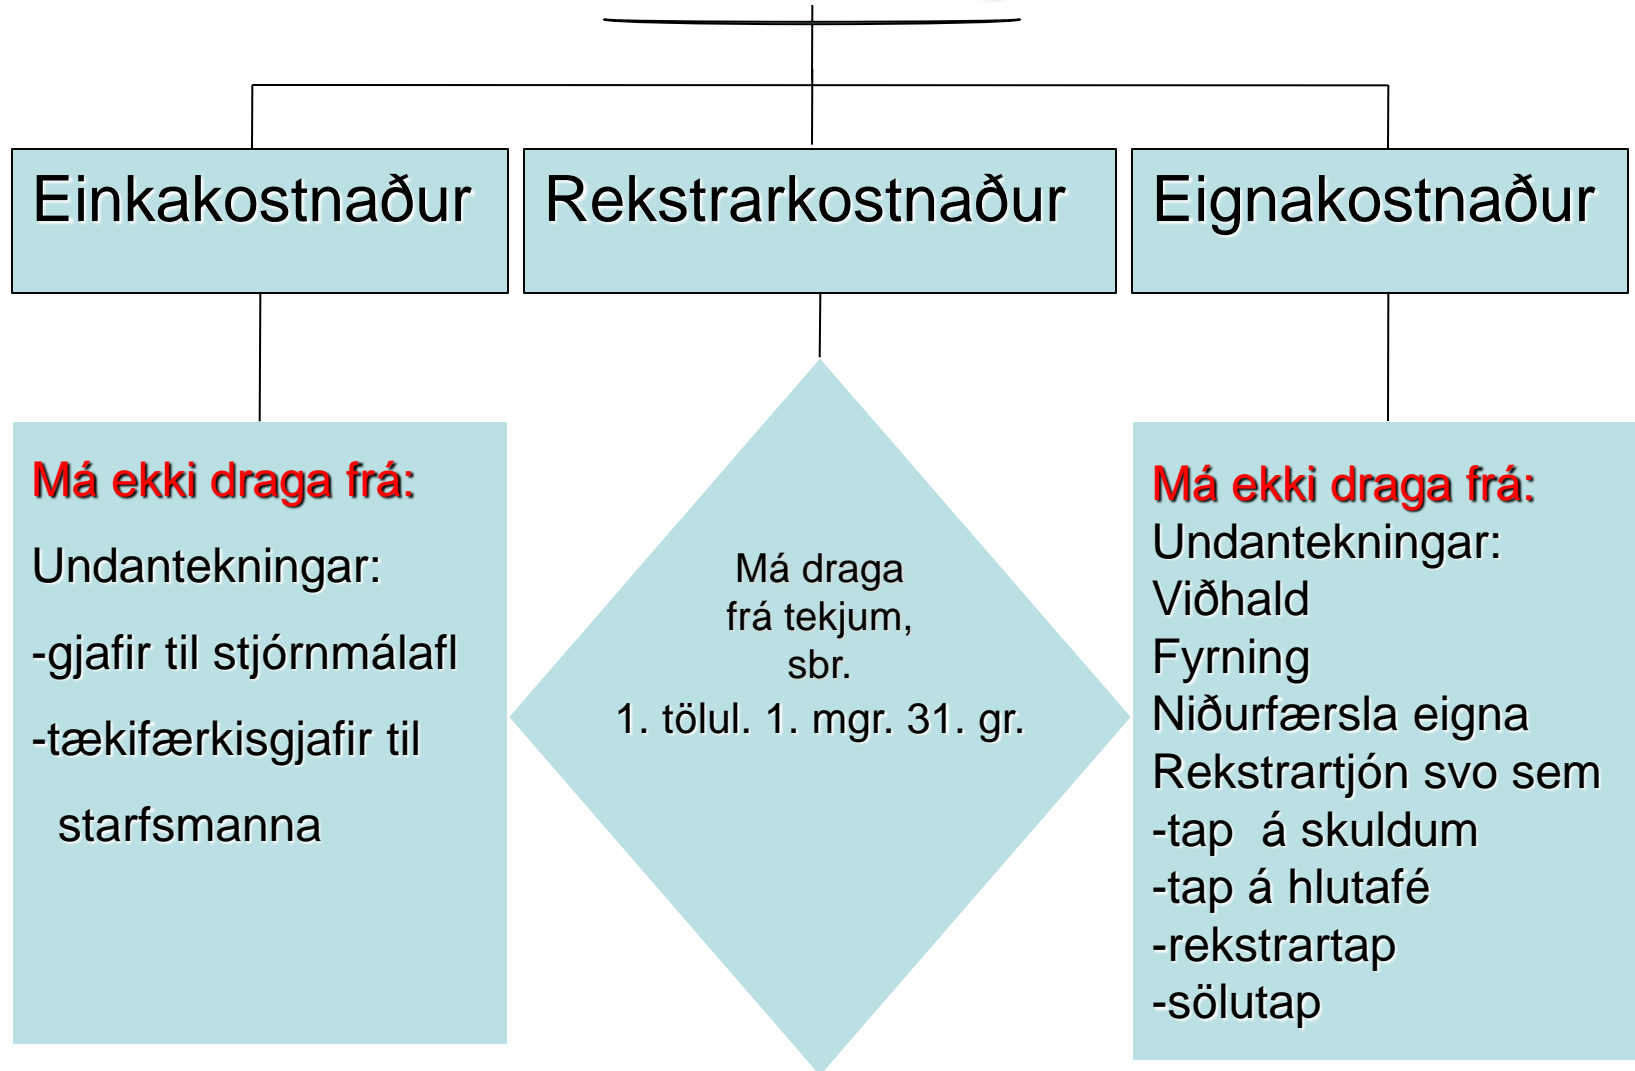 Einkakostnaður
Rekstrarkostnaður
Eignakostnaður
Má ekki draga frá:
Undantekningar:
-gjafir til stjórnmálafl
-tækifærkisgjafir til
starfsmanna
Má draga
frá tekjum,
sbr.
1. tölul. 1. mgr. 31. gr.
Má ekki draga frá:
Undantekningar:
Viðhald
Fyrning
Niðurfærsla eigna
Rekstrartjón svo sem
-tap  á skuldum
-tap á hlutafé
-rekstrartap
-sölutap